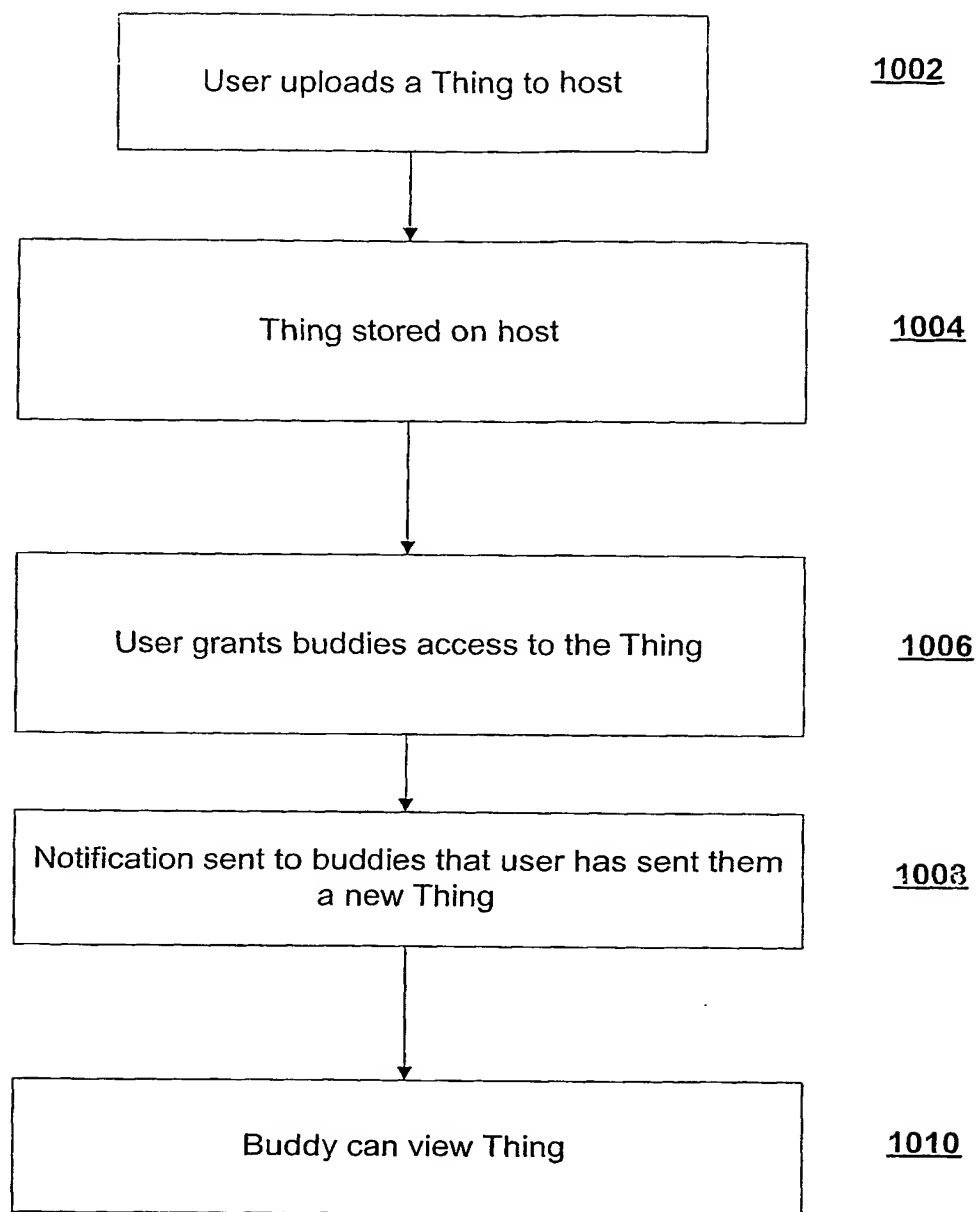 User uploads a Thing to host
1002
Thing stored on host
1004
User grants buddies access to the Thing
1006
Notification sent to buddies that user has sent them
a new Thing
1008
Buddy can view Thing
1010